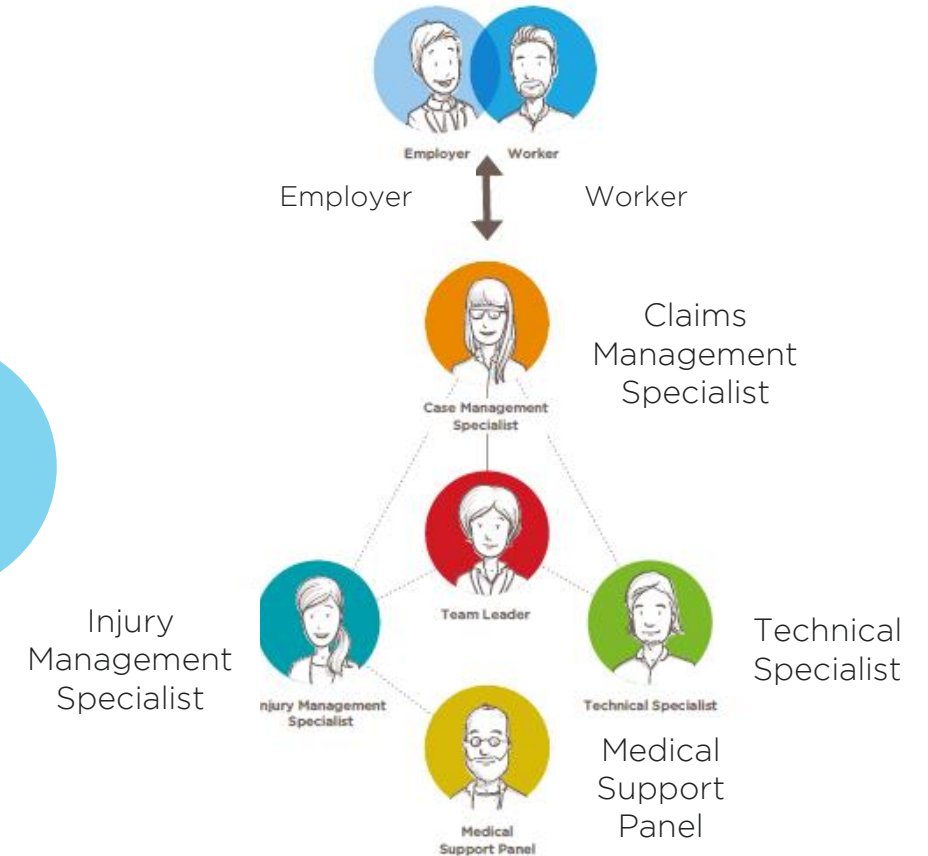 Employer
Worker
Employer
Worker
Claims
Management
Specialist
Case Management
Specialist
Team Leader
Injury
Management
Specialist
njury Management
Specialist
Technical Specialist
Technical
Specialist
Medical
Support
Panel
Medical
Support Panel